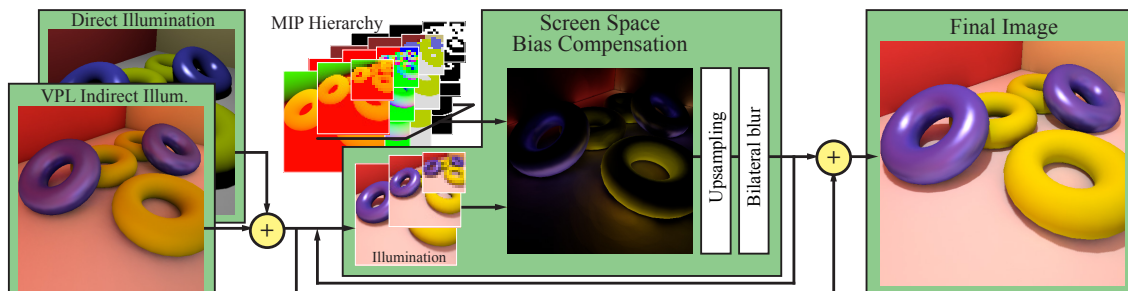 Direct Illumination
VPL Indirect Illum.
+
MIP Hierarchy
Illumination
Screen Space
Bias Compensation
Upsampling
Bilateral blur
+
Final Image